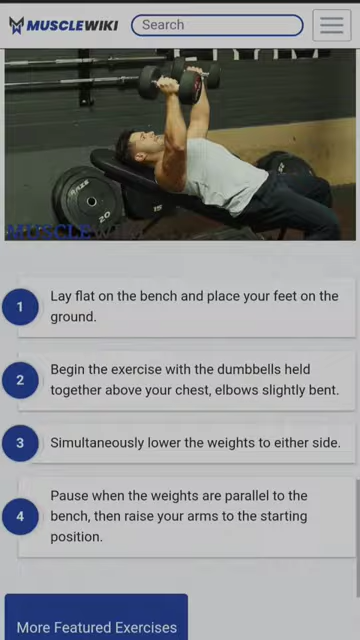 MUSCLEWIKI
Search
20
15
MUSCLEWIKI
1
Lay flat on the bench and place your feet on the
ground.
2
Begin the exercise with the dumbbells held
together above your chest, elbows slightly bent.
3
Simultaneously lower the weights to either side.
4
Pause when the weights are parallel to the
bench, then raise your arms to the starting
position.
More Featured Exercises